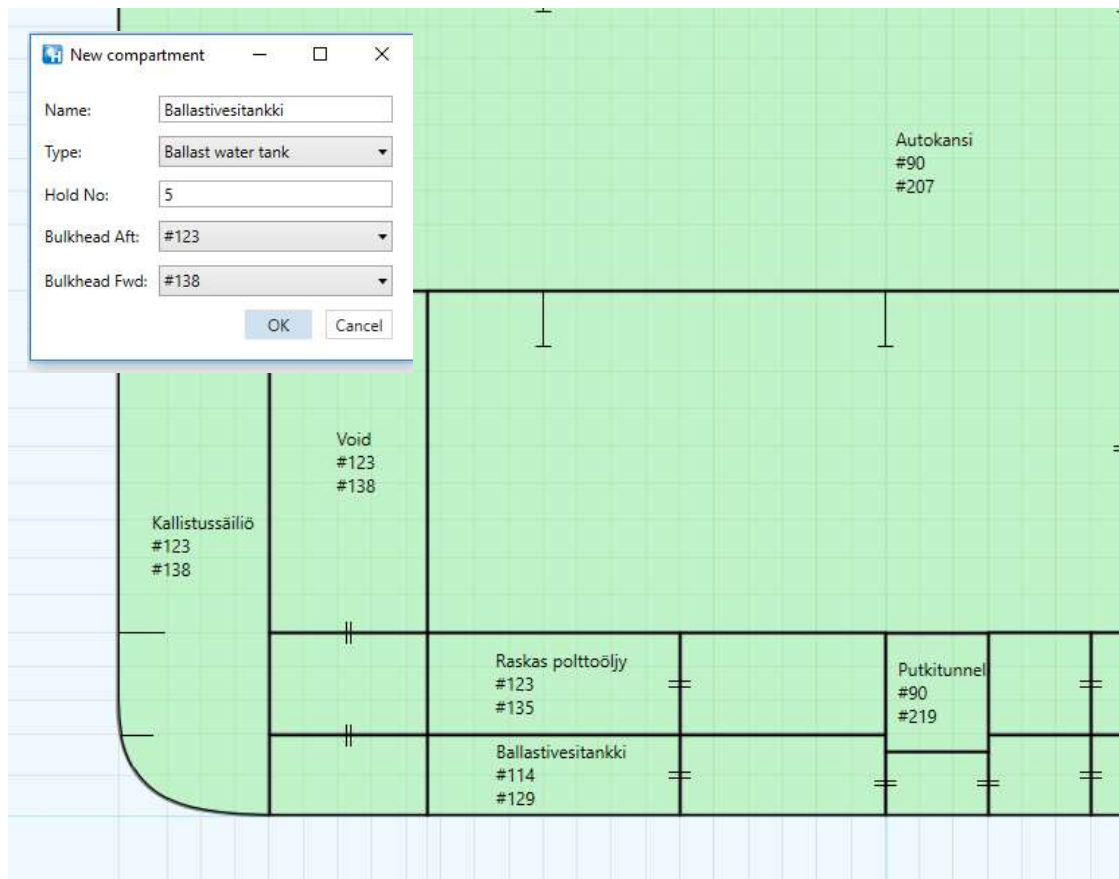 New compartment
Name: Ballastivesitankki
Type: Ballast water tank
Hold No: 5
Bulkhead Aft: #123
Bulkhead Fwd: #138
OK Cancel
Autokansi
#90
#207
Void
#123
#138
Kallistussäiliö
#123
#138
Raskas polttoöljy
#123
#135
Putkitunnel
#90
#219
Ballastivesitankki
#114
#129